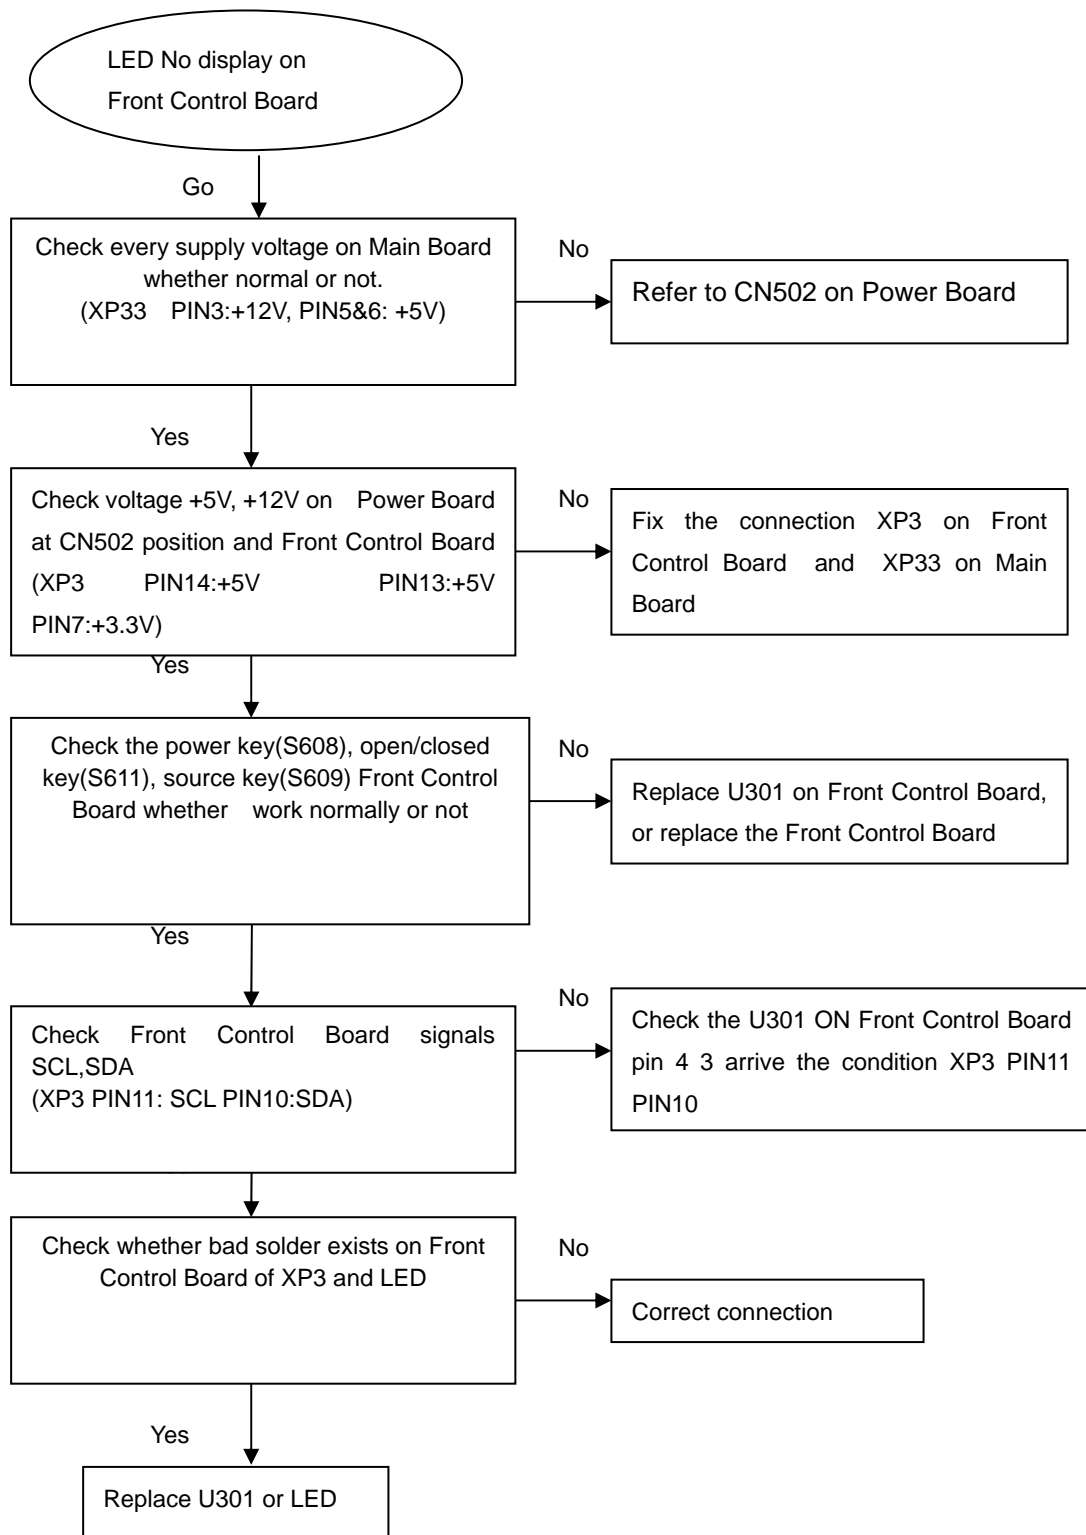 LED No display on
Front Control Board
Go
Check every supply voltage on Main Board
whether normal or not.
(XP33 PIN3:+12V, PIN5&6: +5V)
No
Refer to CN502 on Power Board
Yes
Check voltage +5V, +12V on Power Board
at CN502 position and Front Control Board
(XP3 PIN14:+5V PIN13:+5V
PIN7:+3.3V)
No
Fix the connection XP3 on Front
Control Board and XP33 on Main
Board
Yes
Check the power key(S608), open/closed
key(S611), source key(S609) Front Control
Board whether work normally or not
No
Replace U301 on Front Control Board,
or replace the Front Control Board
Yes
Check Front Control Board signals
SCL,SDA
(XP3 PIN11: SCL PIN10:SDA)
No
Check the U301 ON Front Control Board
pin 4 3 arrive the condition XP3 PIN11
PIN10
Check whether bad solder exists on Front
Control Board of XP3 and LED
No
Correct connection
Yes
Replace U301 or LED